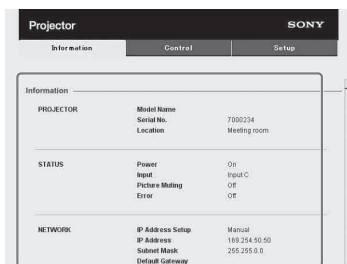 Projector SONY
Information Control Setup
Information
PROJECTOR Model Name
Serial No. 7000234
Location Meeting room
STATUS Power On
Input Input C
Picture Muting Off
Error Off
NETWORK IP Address Setup Manual
IP Address 169.254.50.50
Subnet Mask 255.255.0.0
Default Gateway